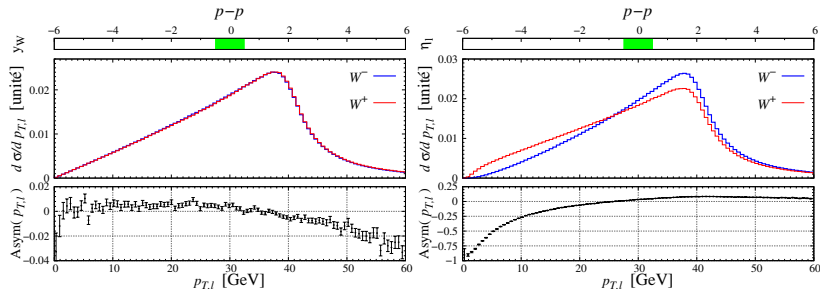 p−p
−6 −4 −2 0 2 4 6
y_W
d σ/d p_{T,l} [unité]
0.02
0.01
0
W⁻
W⁺
Asym( p_{T,l} )
0.02
0
−0.02
−0.04
0 10 20 30 40 50 60
p_{T,l} [GeV]
p−p
−6 −4 −2 0 2 4 6
η_l
d σ/d p_{T,l} [unité]
0.03
0.02
0.01
0
W⁻
W⁺
Asym( p_{T,l} )
0.25
0
−0.25
−0.5
−0.75
−1
0 10 20 30 40 50 60
p_{T,l} [GeV]